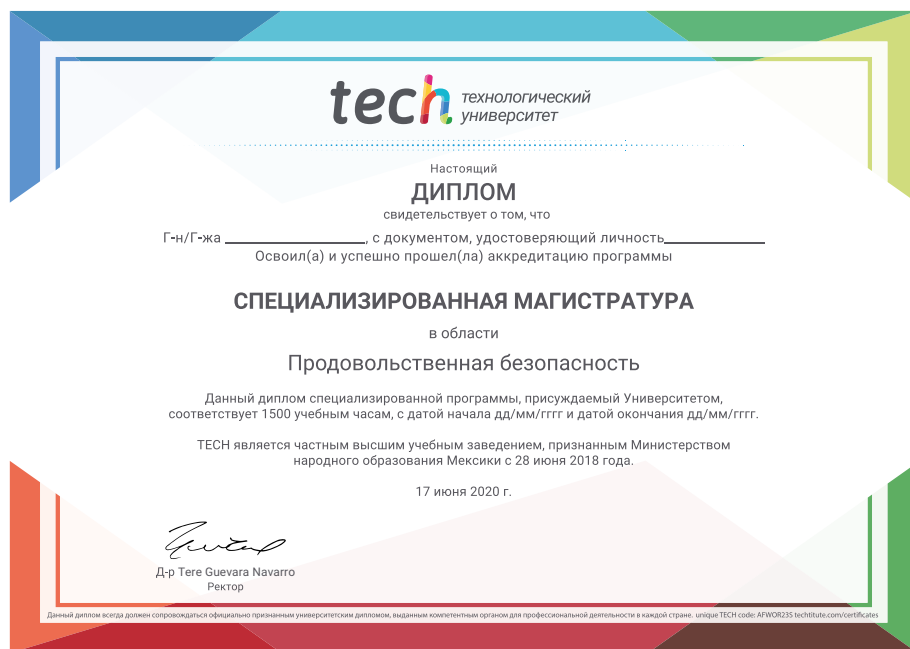 tech технологический
университет
Настоящий
ДИПЛОМ
свидетельствует о том, что
Г-н/Г-жа ____________________, с документом, удостоверяющий личность______________
Освоил(а) и успешно прошел(ла) аккредитацию программы
СПЕЦИАЛИЗИРОВАННАЯ МАГИСТРАТУРА
в области
Продовольственная безопасность
Данный диплом специализированной программы, присуждаемый Университетом,
соответствует 1500 учебным часам, с датой начала дд/мм/гггг и датой окончания дд/мм/гггг.
TECH является частным высшим учебным заведением, признанным Министерством
народного образования Мексики с 28 июня 2018 года.
17 июня 2020 г.
Д-р Tere Guevara Navarro
Ректор
Данный диплом всегда должен сопровождаться официально признанным университетским дипломом, выданным компетентным органом для профессиональной деятельности в каждой стране. unique TECH code: AFWOR23S techtitute.com/certificates